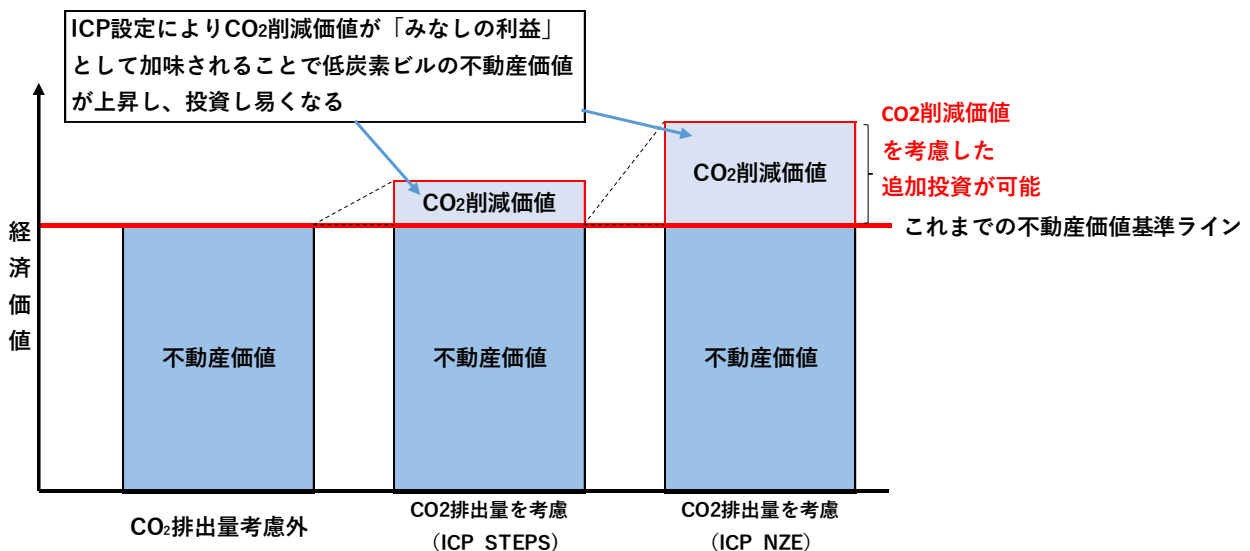 ICP設定によりCO₂削減価値が「みなしの利益」
として加味されることで低炭素ビルの不動産価値
が上昇し、投資し易くなる
CO2削減価値
を考慮した
追加投資が可能
CO₂削減価値
CO₂削減価値
これまでの不動産価値基準ライン
経済価値
不動産価値
不動産価値
不動産価値
CO₂排出量考慮外
CO2排出量を考慮
（ICP STEPS）
CO2排出量を考慮
（ICP NZE）